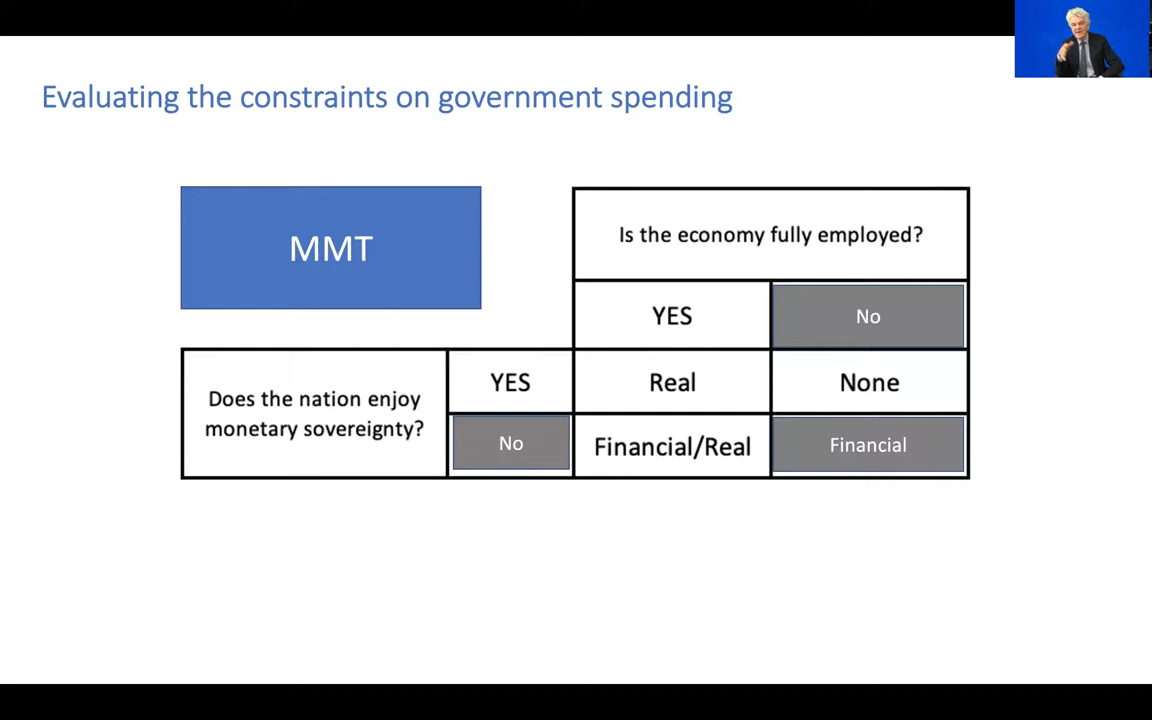 Evaluating the constraints on government spending
MMT
Is the economy fully employed?
YES
No
Does the nation enjoy
monetary sovereignty?
YES
Real
None
No
Financial/Real
Financial